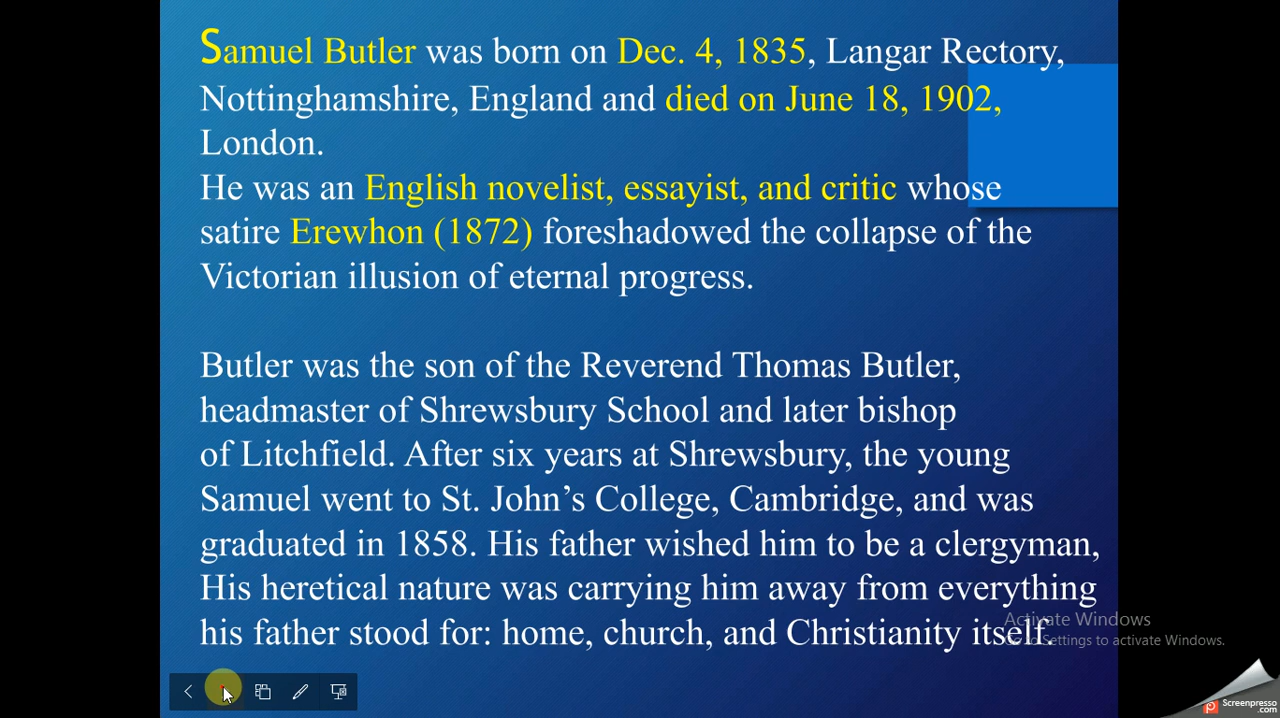 Samuel Butler was born on Dec. 4, 1835, Langar Rectory,
Nottinghamshire, England and died on June 18, 1902,
London.
He was an English novelist, essayist, and critic whose
satire Erewhon (1872) foreshadowed the collapse of the
Victorian illusion of eternal progress.
Butler was the son of the Reverend Thomas Butler,
headmaster of Shrewsbury School and later bishop
of Litchfield. After six years at Shrewsbury, the young
Samuel went to St. John’s College, Cambridge, and was
graduated in 1858. His father wished him to be a clergyman,
His heretical nature was carrying him away from everything
his father stood for: home, church, and Christianity itself.
Activate Windows
Go to Settings to activate Windows.
Screenpresso
.com